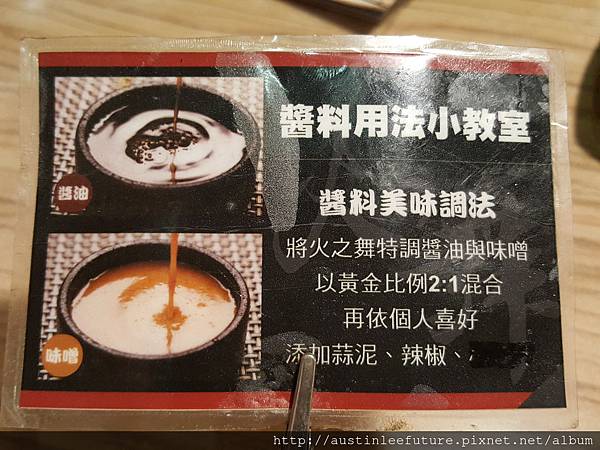 醬料用法小教室
醬油
醬料美味調法
將火之舞特調醬油與味噌
以黃金比例2:1混合
再依個人喜好
味噌
添加蒜泥、辣椒、
http://austinleefuture.pixnet.net/album